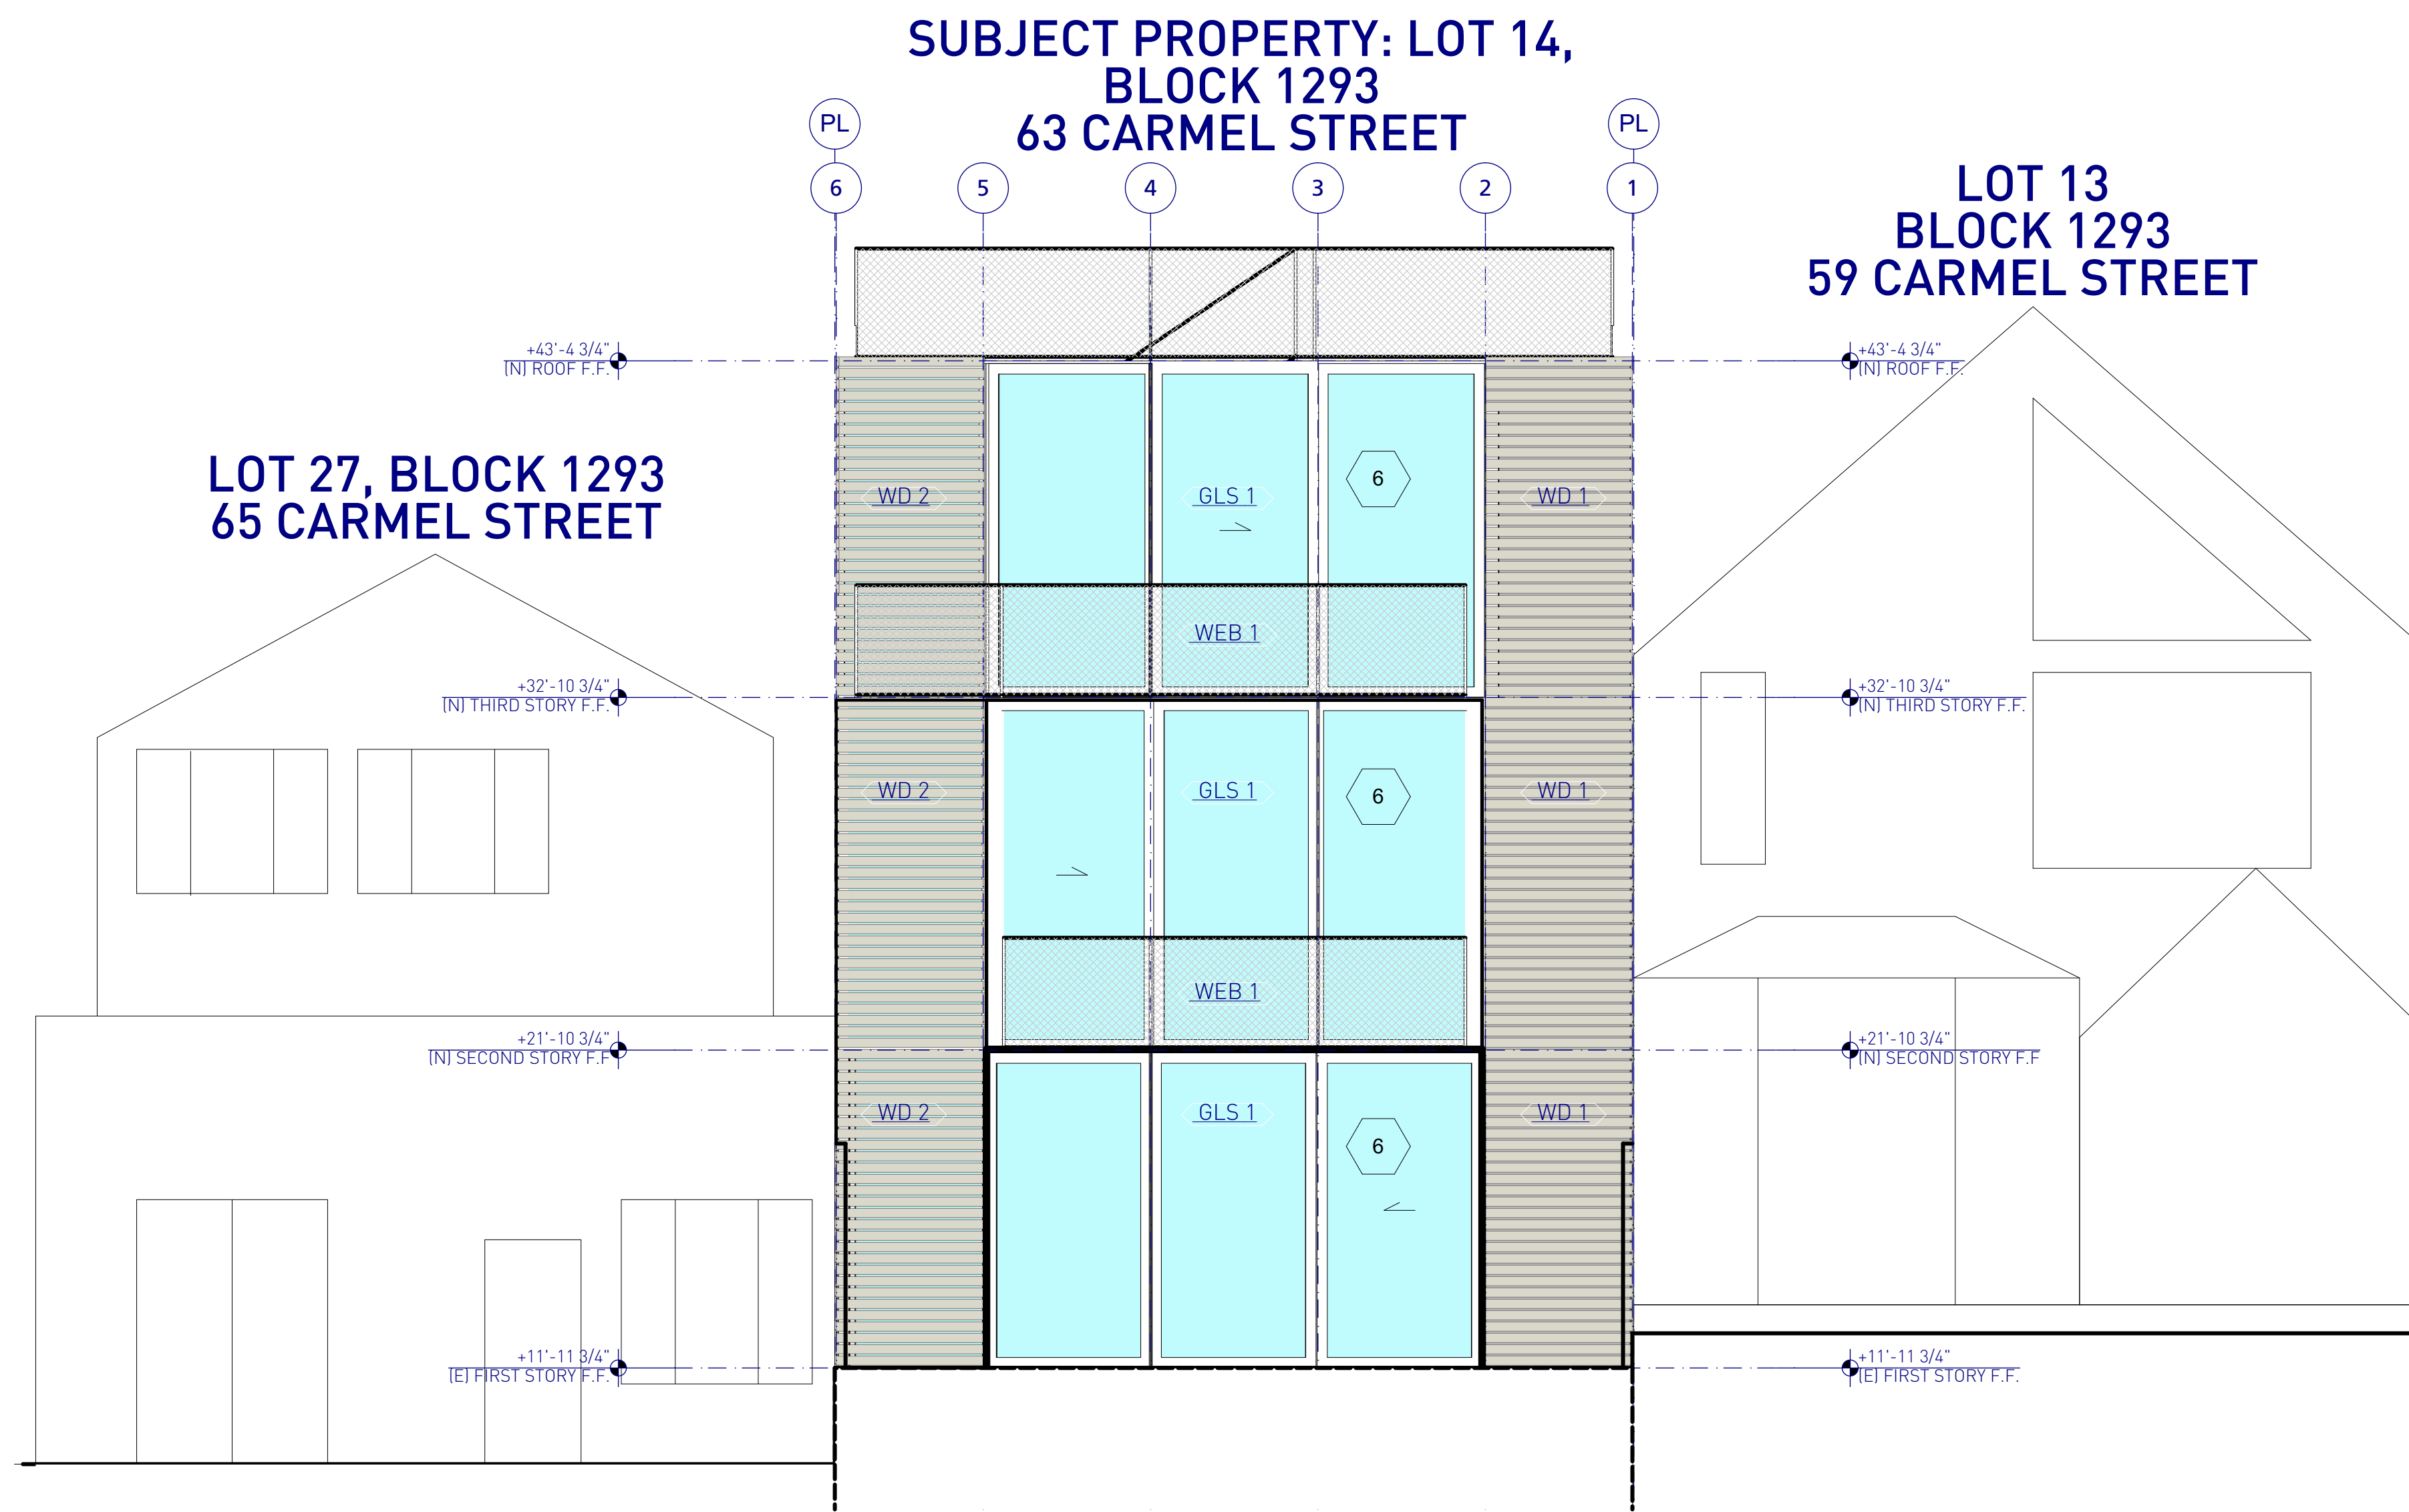 SUBJECT PROPERTY: LOT 14,
BLOCK 1293
63 CARMEL STREET
PL
PL
6
5
4
3
2
1
LOT 13
BLOCK 1293
59 CARMEL STREET
+43'-4 3/4"
(N) ROOF F.F.
+43'-4 3/4"
(N) ROOF F.F.
LOT 27, BLOCK 1293
65 CARMEL STREET
WD 2
GLS 1
6
WD 1
WEB 1
+32'-10 3/4"
(N) THIRD STORY F.F.
+32'-10 3/4"
(N) THIRD STORY F.F.
WD 2
GLS 1
6
WD 1
WEB 1
+21'-10 3/4"
(N) SECOND STORY F.F
+21'-10 3/4"
(N) SECOND STORY F.F
WD 2
GLS 1
6
WD 1
+11'-11 3/4"
(E) FIRST STORY F.F.
+11'-11 3/4"
(E) FIRST STORY F.F.